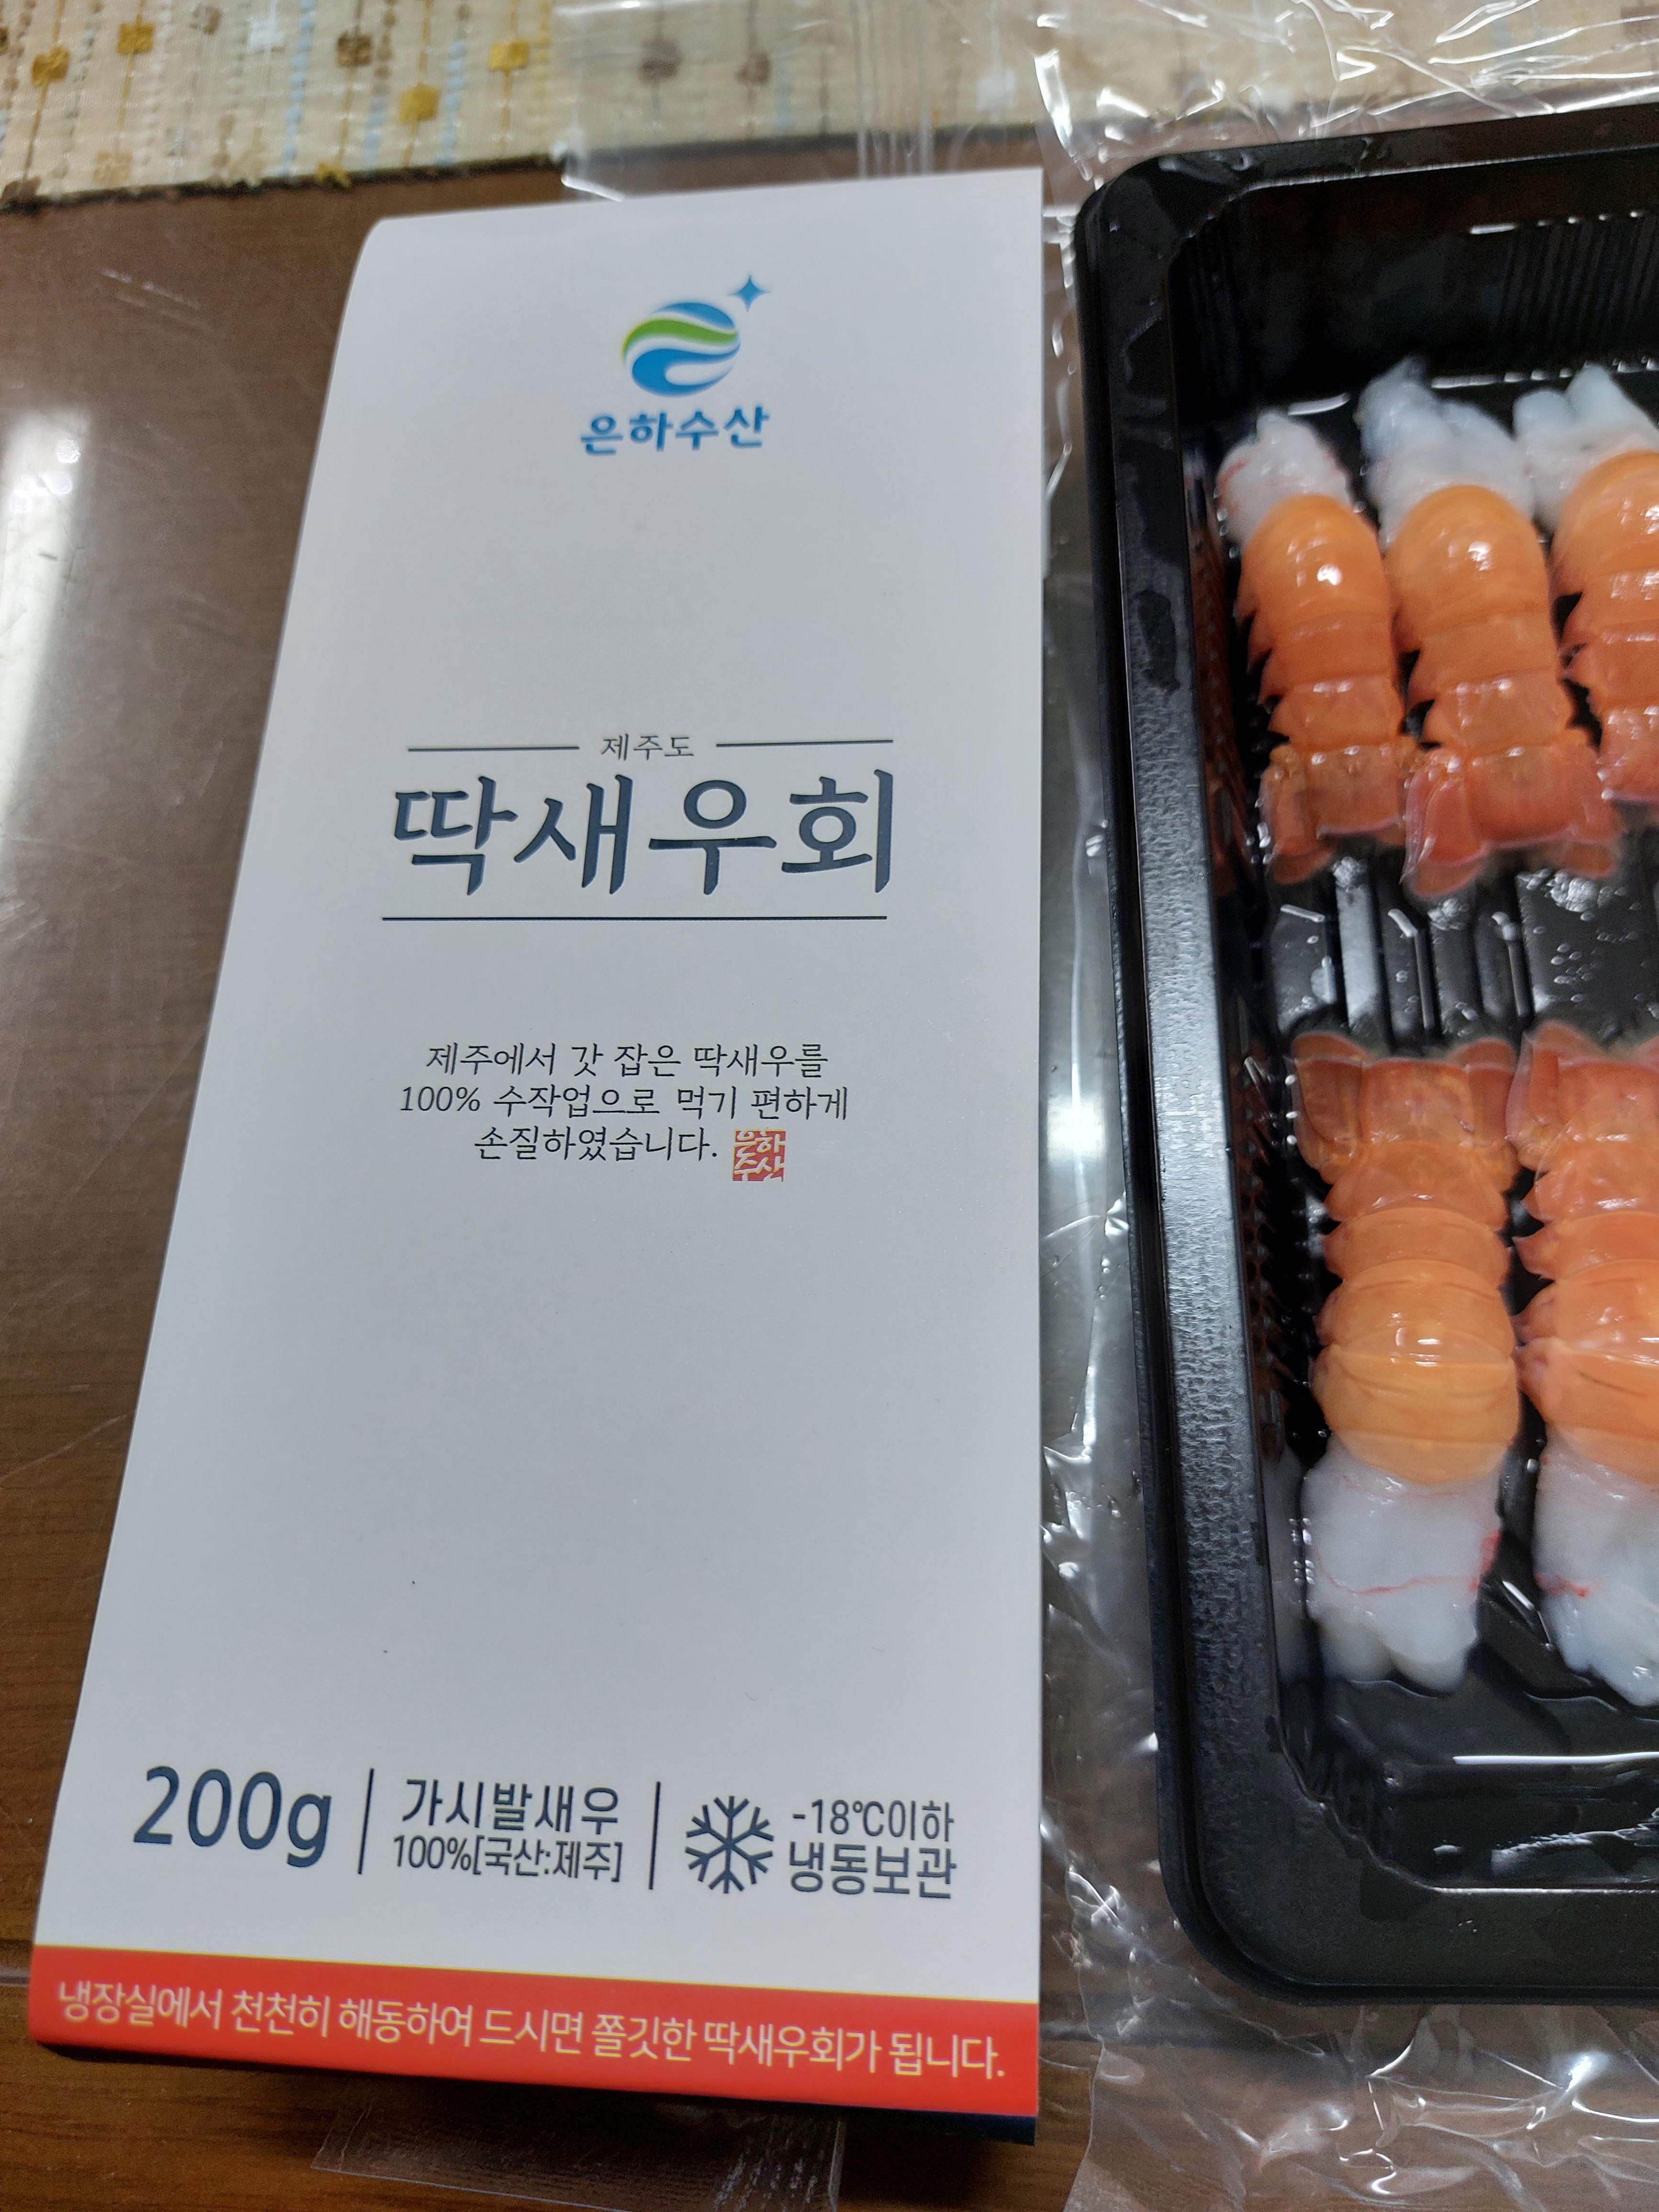 은하수산
제주도
딱새우회
제주에서 갓 잡은 딱새우를
100% 수작업으로 먹기 편하게
손질하였습니다.
은하
수산
200g
가시발새우
100%[국산:제주]
-18℃이하
냉동보관
냉장실에서 천천히 해동하여 드시면 쫄깃한 딱새우회가 됩니다.